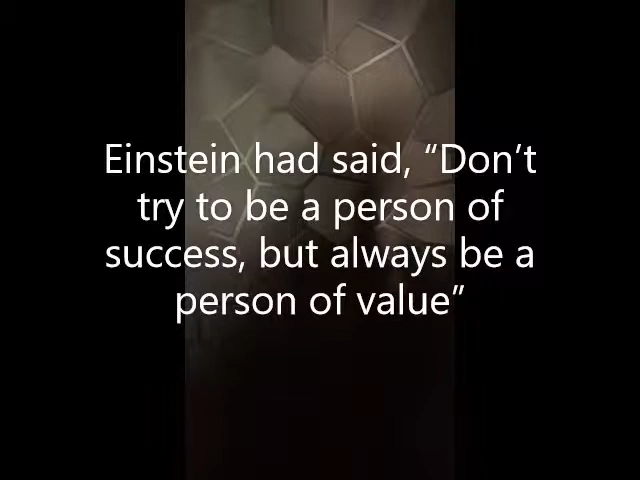 Einstein had said, “Don’t
try to be a person of
success, but always be a
person of value”